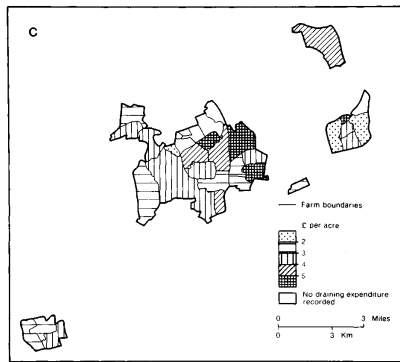 C
Farm boundaries
£ per acre
2
3
4
5
No draining expenditure
recorded
0 3 Miles
0 3 Km